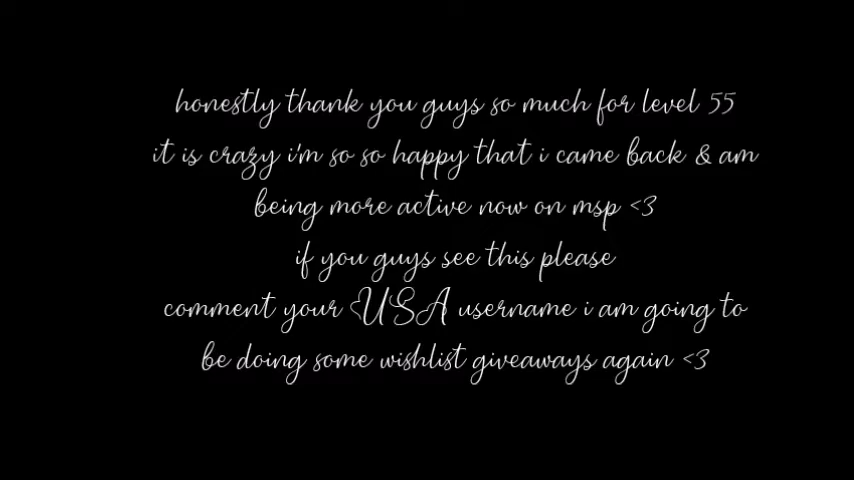 honestly thank you guys so much for level 55
it is crazy i'm so so happy that i came back & am
being more active now on msp <3
if you guys see this please
comment your USA username i am going to
be doing some wishlist giveaways again <3